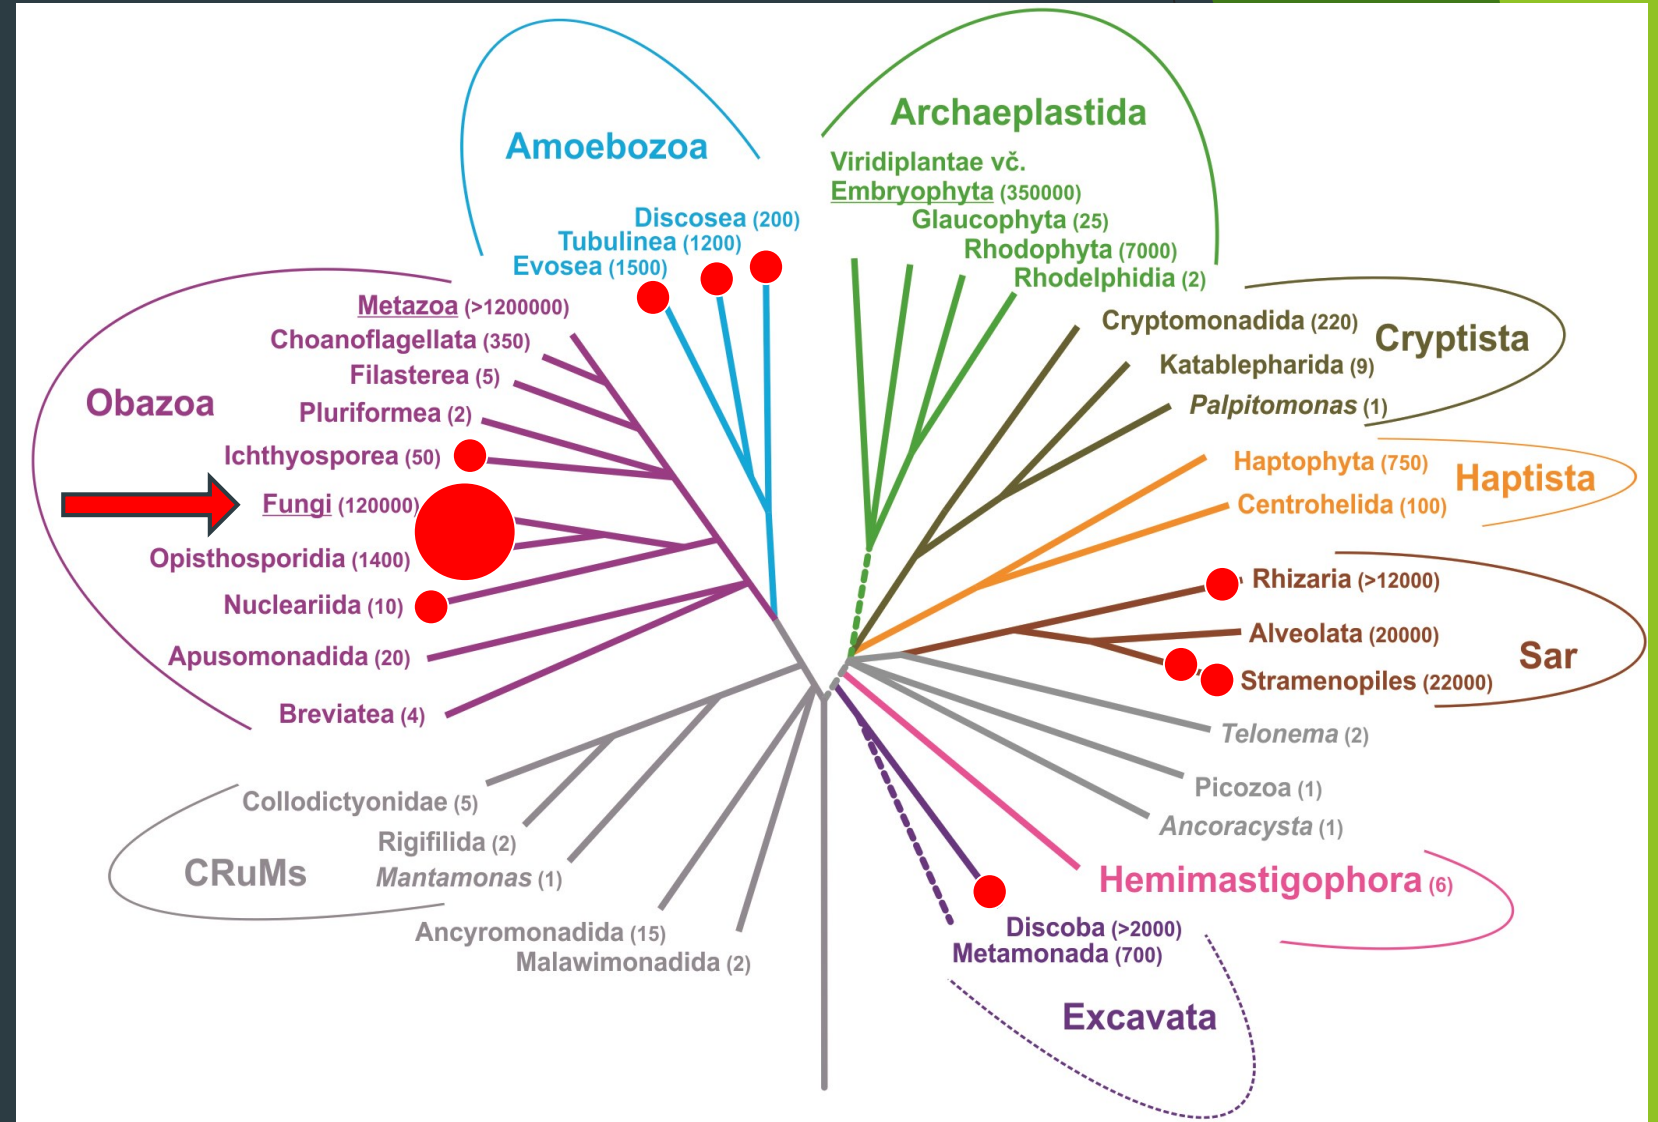 Amoebozoa
Discosea (200)
Tubulinea (1200)
Evosea (1500)
Archaeplastida
Viridiplantae vč.
Embryophyta (350000)
Glaucophyta (25)
Rhodophyta (7000)
Rhodelphidia (2)
Obazoa
Metazoa (>1200000)
Choanoflagellata (350)
Filasterea (5)
Pluriformea (2)
Ichthyosporea (50)
Fungi (120000)
Opisthosporidia (1400)
Nucleariida (10)
Apusomonadida (20)
Breviatea (4)
Cryptista
Cryptomonadida (220)
Katablepharida (9)
Palpitomonas (1)
Haptista
Haptophyta (750)
Centrohelida (100)
Sar
Rhizaria (>12000)
Alveolata (20000)
Stramenopiles (22000)
Telonema (2)
Picozoa (1)
Ancoracysta (1)
Hemimastigophora (6)
CRuMs
Collodictyonidae (5)
Rigifilida (2)
Mantamonas (1)
Ancyromonadida (15)
Malawimonadida (2)
Discoba (>2000)
Metamonada (700)
Excavata